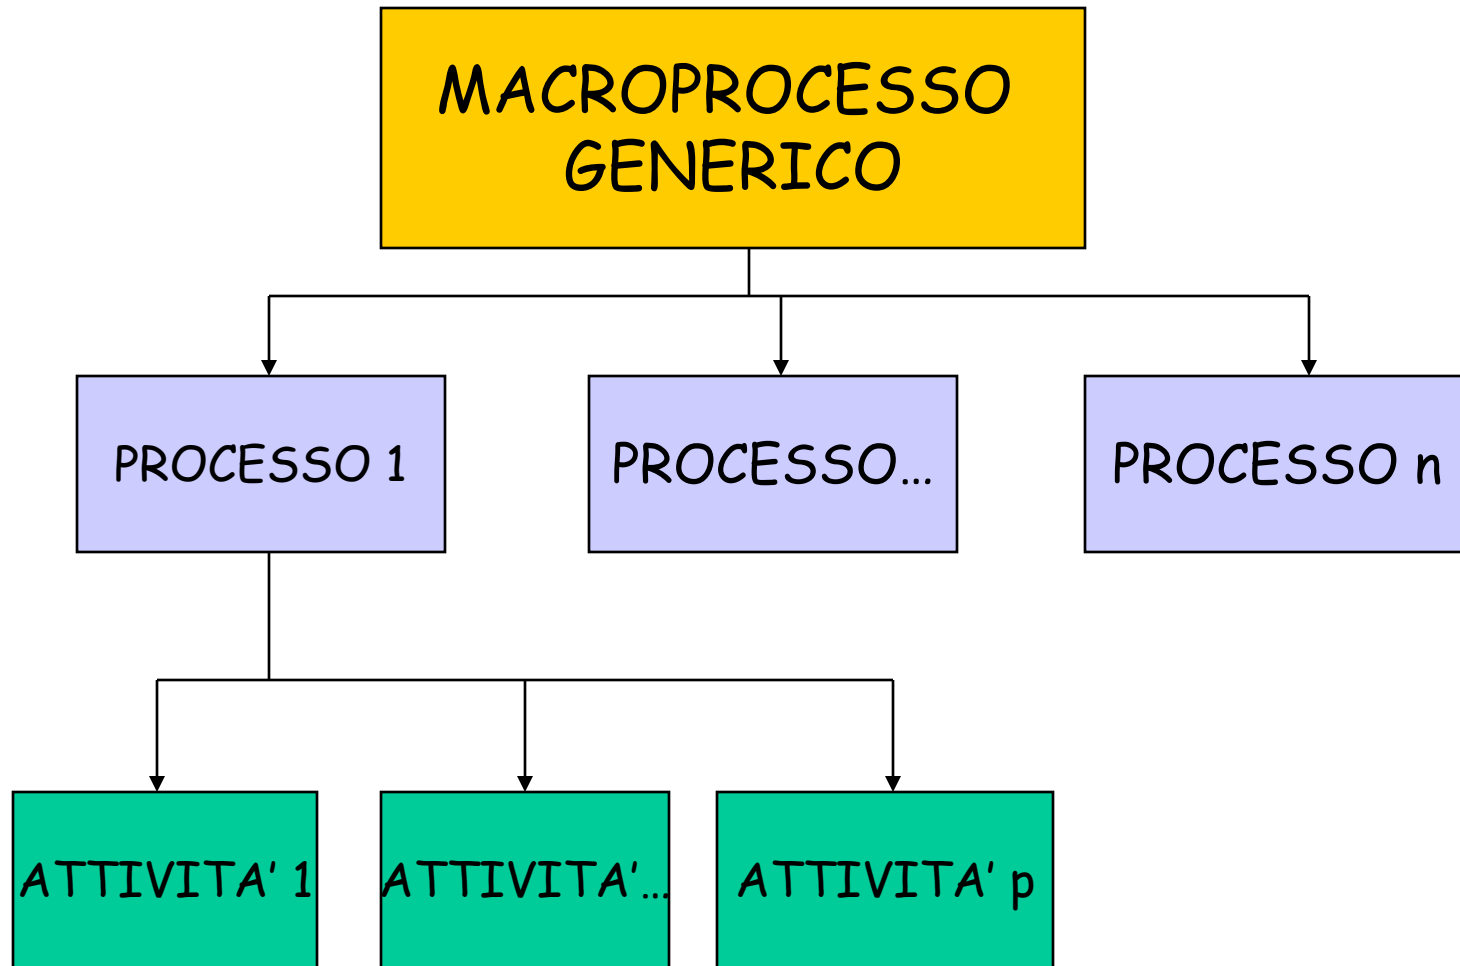 MACROPROCESSO
GENERICO
PROCESSO 1
PROCESSO...
PROCESSO n
ATTIVITA' 1
ATTIVITA'...
ATTIVITA' p